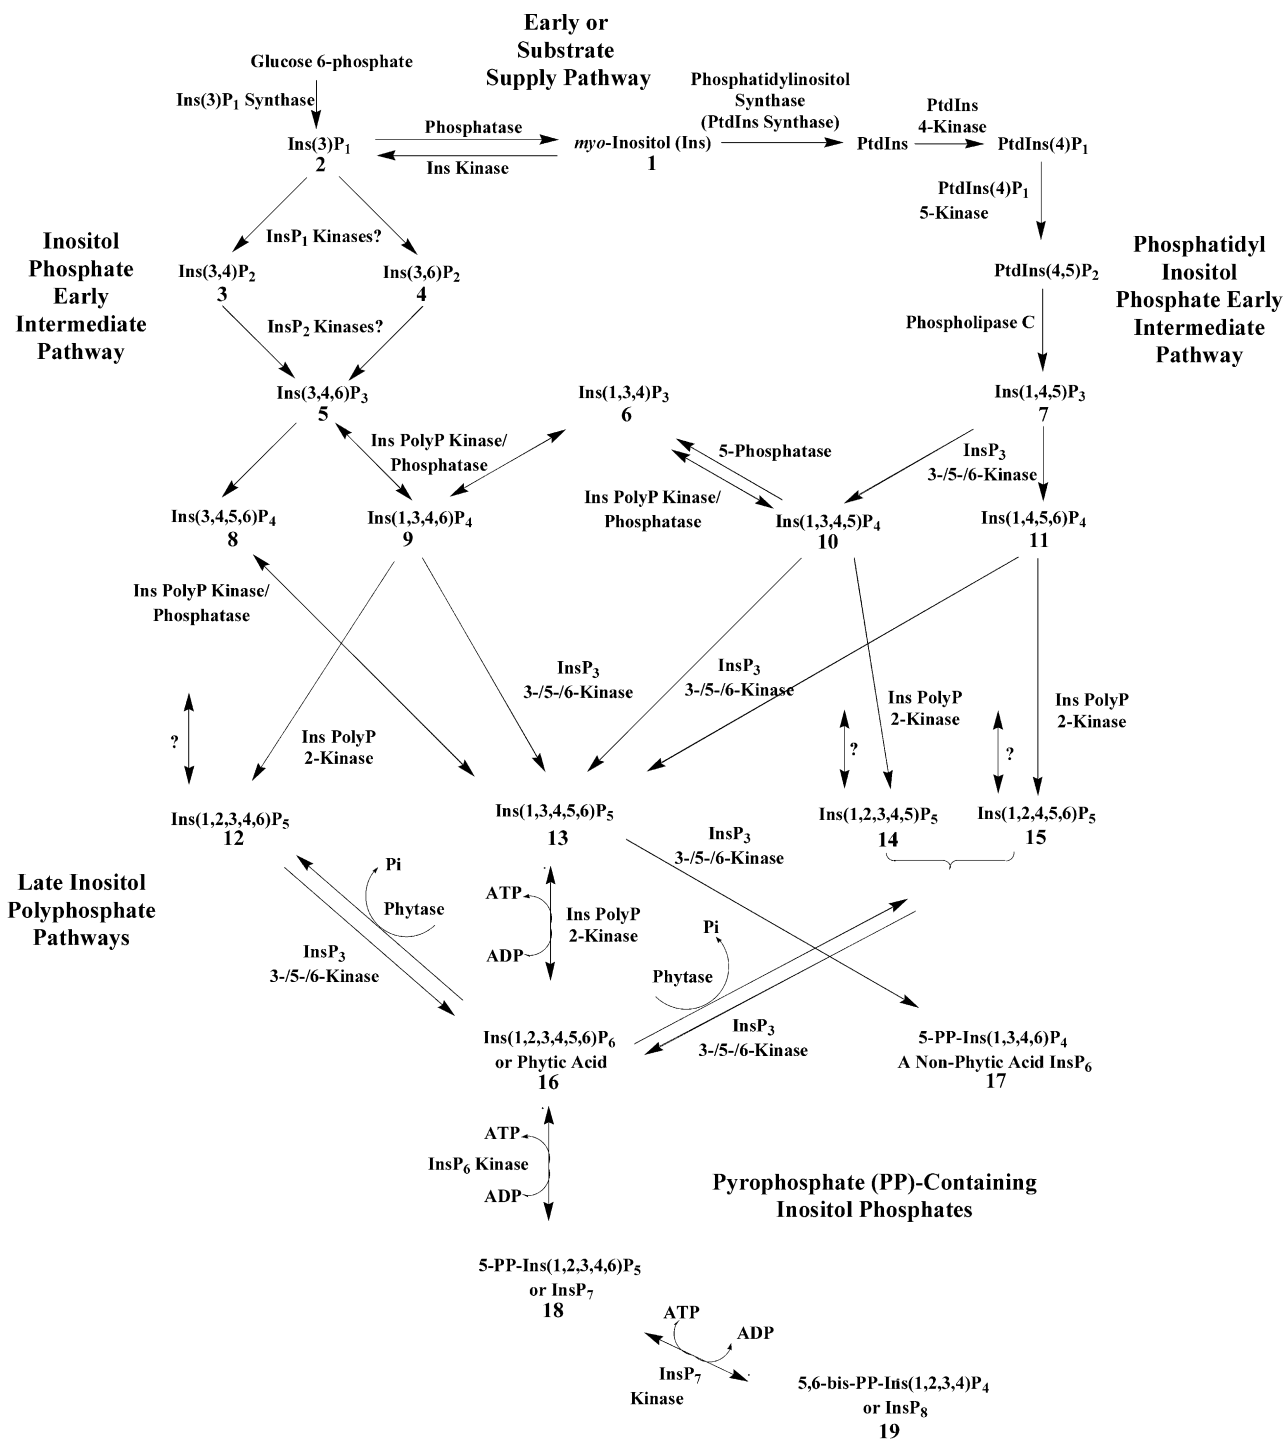 Early or
Substrate
Supply Pathway
Glucose 6-phosphate
Ins(3)P1 Synthase
Ins(3)P1
2
Phosphatase
Ins Kinase
myo-Inositol (Ins)
1
Phosphatidylinositol
Synthase
(PtdIns Synthase)
PtdIns
PtdIns
4-Kinase
PtdIns(4)P1
PtdIns(4)P1
5-Kinase
Inositol
Phosphate
Early
Intermediate
Pathway
InsP1 Kinases?
Ins(3,4)P2
3
Ins(3,6)P2
4
InsP2 Kinases?
PtdIns(4,5)P2
Phospholipase C
Phosphatidyl
Inositol
Phosphate Early
Intermediate
Pathway
Ins(3,4,6)P3
5
Ins(1,3,4)P3
6
Ins(1,4,5)P3
7
Ins PolyP Kinase/
Phosphatase
5-Phosphatase
Ins PolyP Kinase/
Phosphatase
InsP3
3-/5-/6-Kinase
Ins(3,4,5,6)P4
8
Ins(1,3,4,6)P4
9
Ins(1,3,4,5)P4
10
Ins(1,4,5,6)P4
11
Ins PolyP Kinase/
Phosphatase
InsP3
3-/5-/6-Kinase
InsP3
3-/5-/6-Kinase
Ins PolyP
2-Kinase
Ins PolyP
2-Kinase
?
Ins PolyP
2-Kinase
?
?
Ins(1,2,3,4,6)P5
12
Ins(1,3,4,5,6)P5
13
Ins(1,2,3,4,5)P5
14
Ins(1,2,4,5,6)P5
15
InsP3
3-/5-/6-Kinase
Late Inositol
Polyphosphate
Pathways
Pi
Phytase
InsP3
3-/5-/6-Kinase
ATP
ADP
Ins PolyP
2-Kinase
Pi
Phytase
InsP3
3-/5-/6-Kinase
Ins(1,2,3,4,5,6)P6
or Phytic Acid
16
5-PP-Ins(1,3,4,6)P4
A Non-Phytic Acid InsP6
17
ATP
InsP6 Kinase
ADP
Pyrophosphate (PP)-Containing
Inositol Phosphates
5-PP-Ins(1,2,3,4,6)P5
or InsP7
18
ATP
ADP
InsP7
Kinase
5,6-bis-PP-Ins(1,2,3,4)P4
or InsP8
19